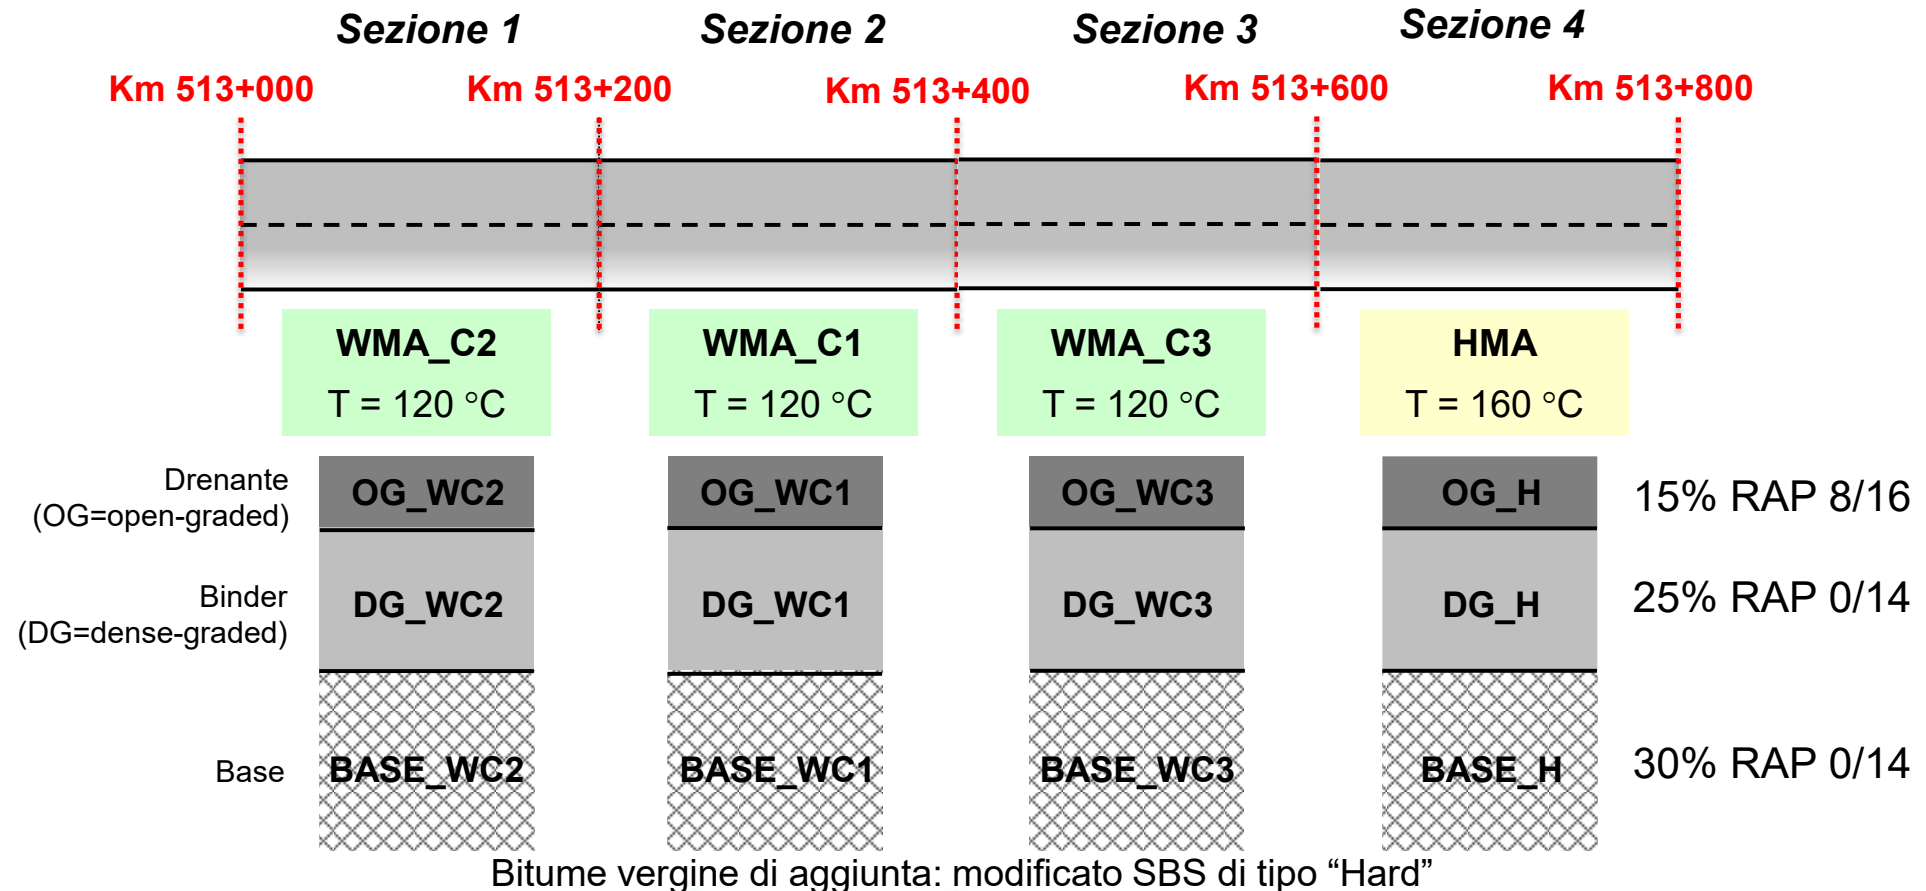 Sezione 1 Sezione 2 Sezione 3 Sezione 4
Km 513+000 Km 513+200 Km 513+400 Km 513+600 Km 513+800
WMA_C2 WMA_C1 WMA_C3 HMA
T = 120 °C T = 120 °C T = 120 °C T = 160 °C
Drenante
(OG=open-graded)
OG_WC2 OG_WC1 OG_WC3 OG_H 15% RAP 8/16
Binder
(DG=dense-graded)
DG_WC2 DG_WC1 DG_WC3 DG_H 25% RAP 0/14
Base BASE_WC2 BASE_WC1 BASE_WC3 BASE_H 30% RAP 0/14
Bitume vergine di aggiunta: modificato SBS di tipo “Hard”